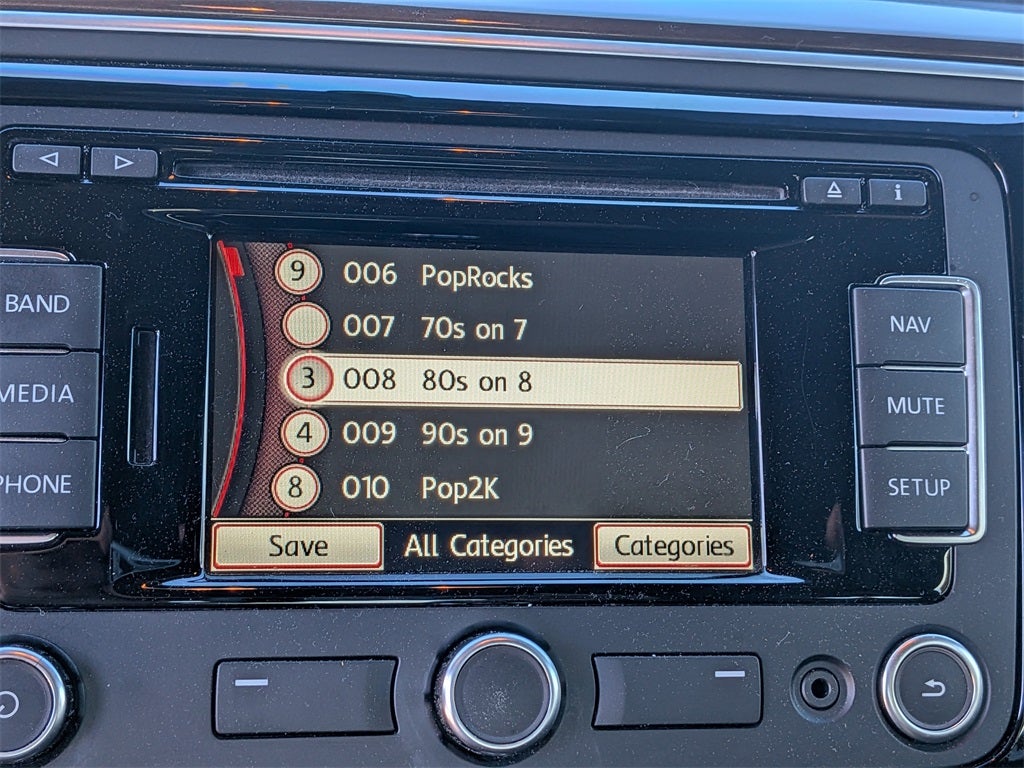 BAND
MEDIA
PHONE
9 006 PopRocks
007 70s on 7
3 008 80s on 8
4 009 90s on 9
8 010 Pop2K
Save All Categories Categories
i
NAV
MUTE
SETUP